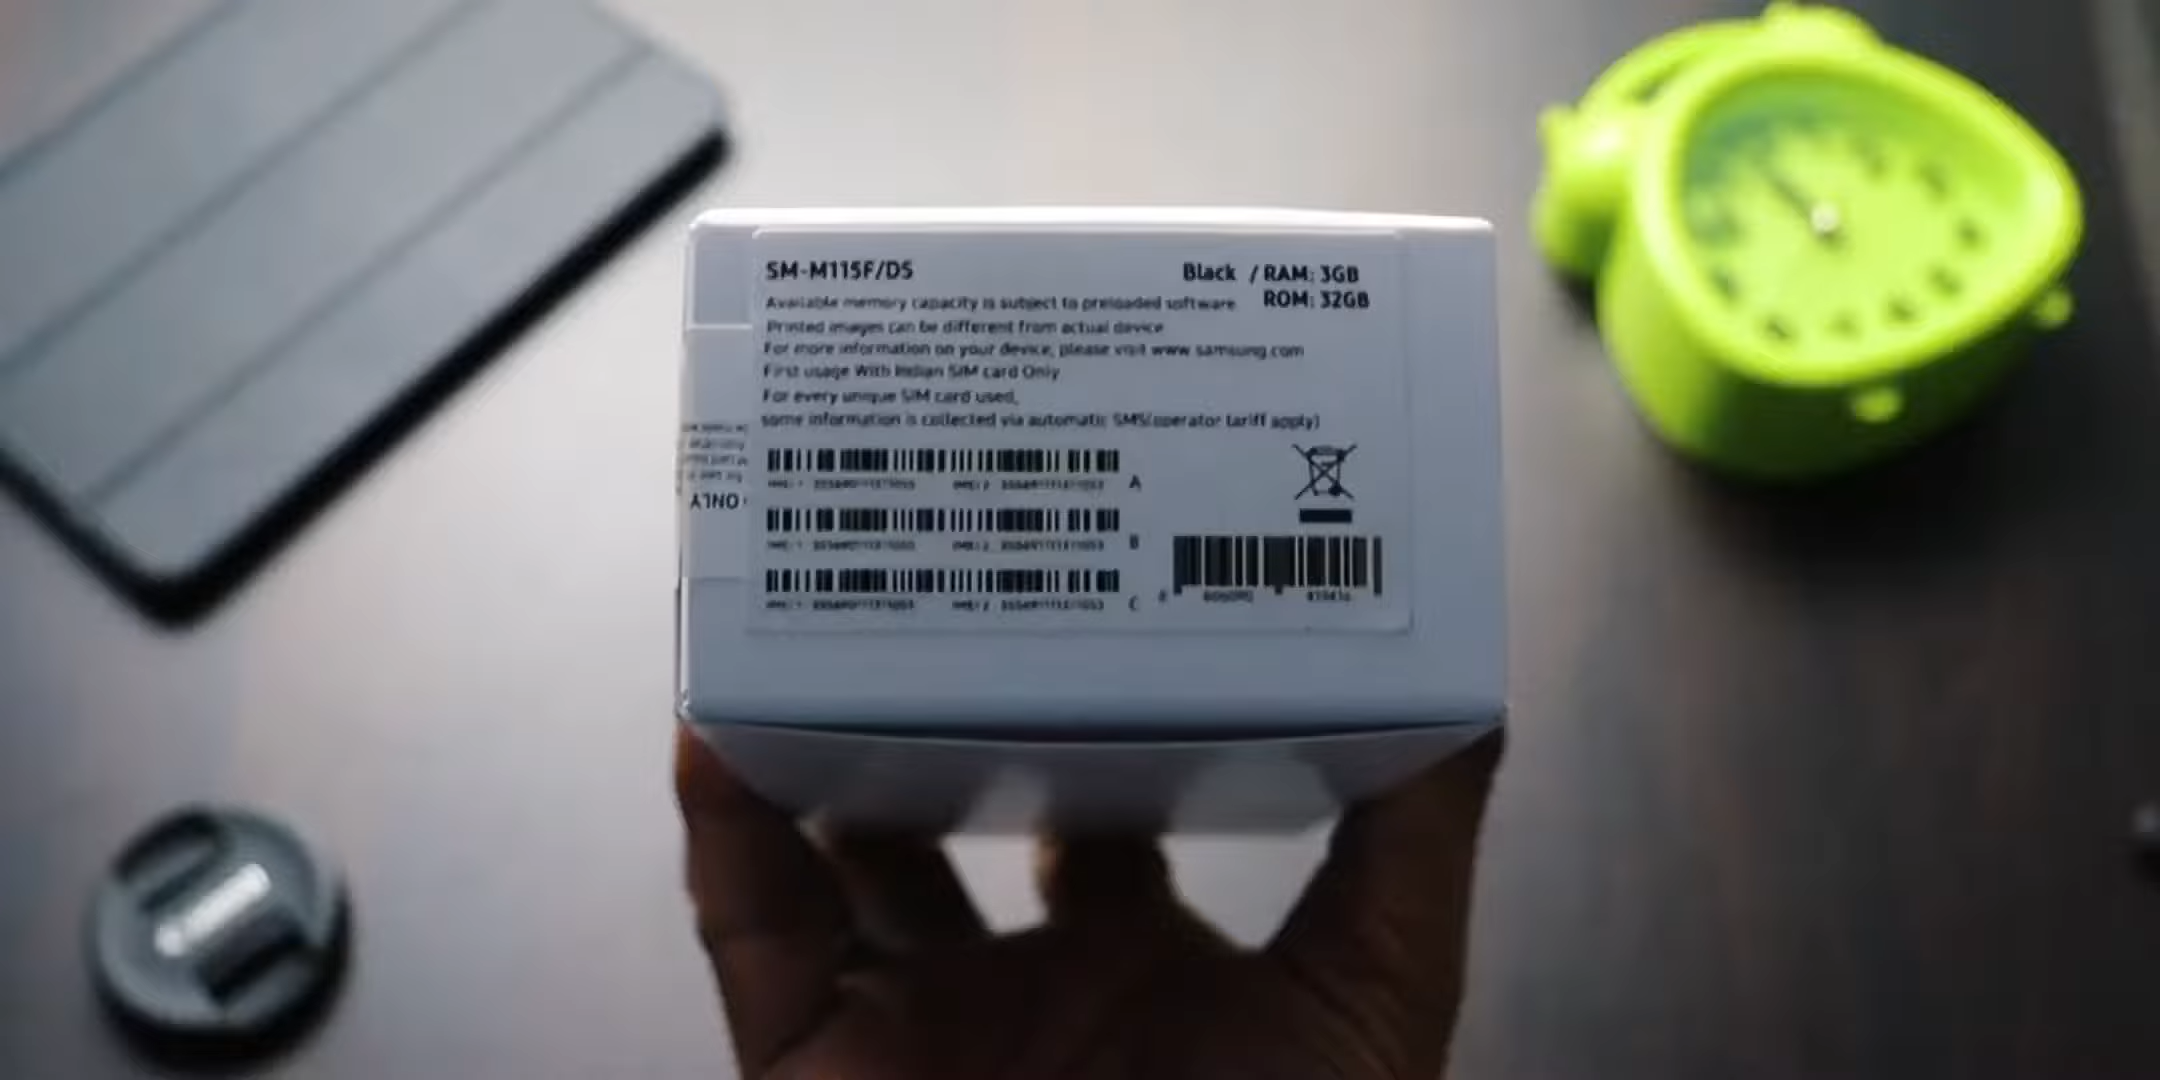 SM-M115F/DS
Black / RAM: 3GB
ROM: 32GB
Available memory capacity is subject to preloaded software
Printed images can be different from actual device
For more information on your device, please visit www.samsung.com
First usage With Indian SIM card Only
For every unique SIM card used,
some information is collected via automatic SMS(operator tariff apply)
A
B
C
ONLY